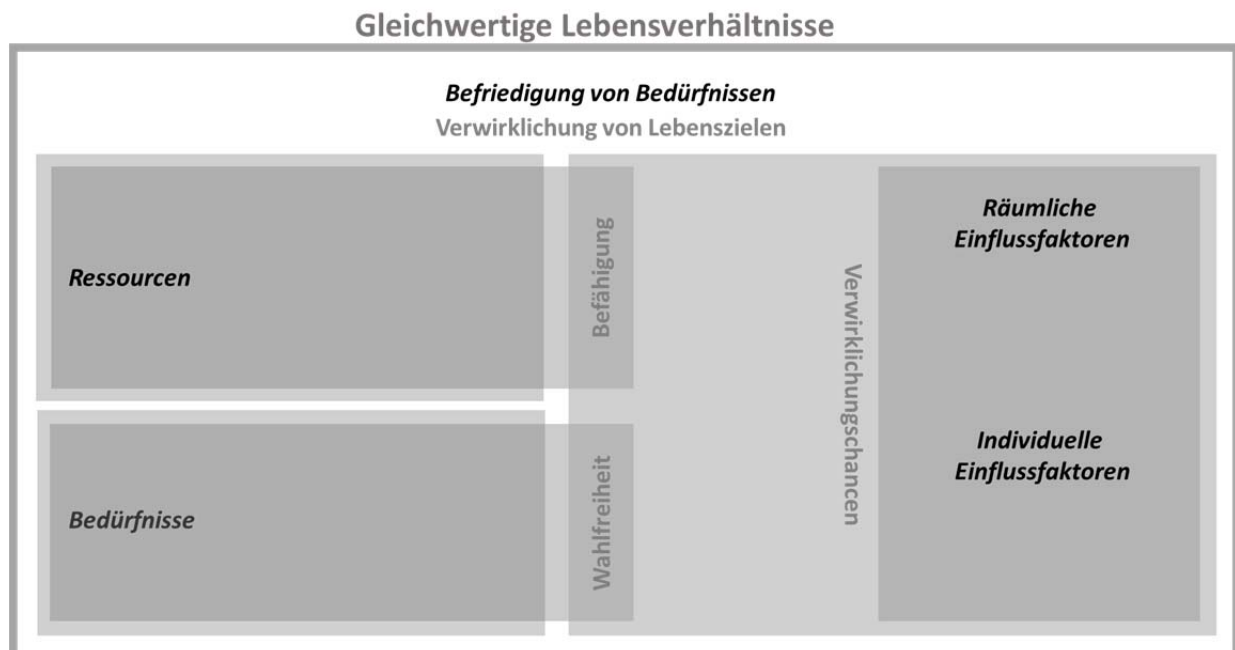 Gleichwertige Lebensverhältnisse
Befriedigung von Bedürfnissen
Verwirklichung von Lebenszielen
Ressourcen
Befähigung
Bedürfnisse
Wahlfreiheit
Verwirklichungschancen
Räumliche
Einflussfaktoren
Individuelle
Einflussfaktoren